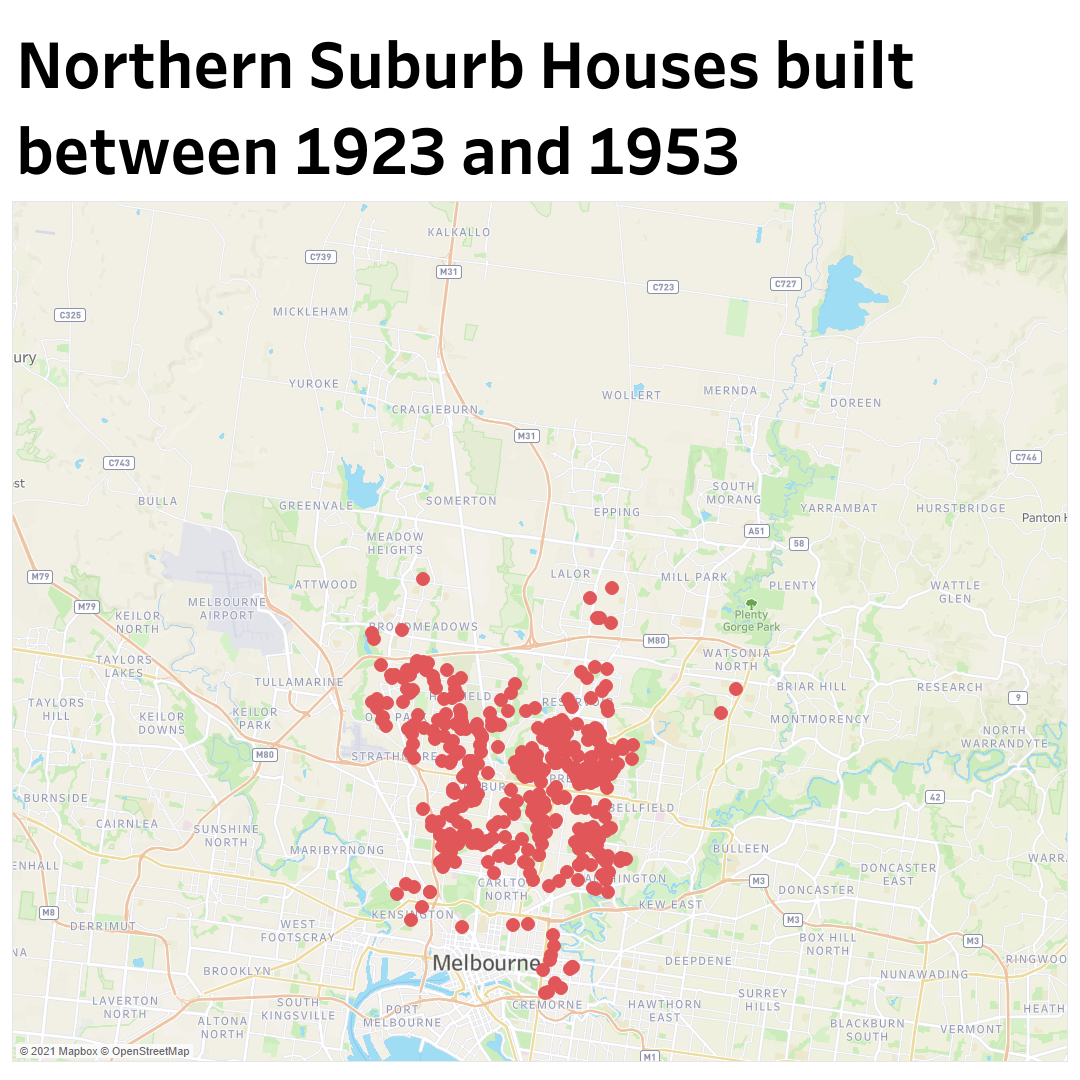 Northern Suburb Houses built
between 1923 and 1953
KALKALLO
C739
M31
C723
C727
C325
MICKLEHAM
ury
YUROKE
WOLLERT
MERNDA
CRAIGIEBURN
DOREEN
M31
C743
C746
st
SOUTH
MORANG
BULLA
GREENVALE
SOMERTON
EPPING
YARRAMBAT
HURSTBRIDGE
Panton H
A51
58
MEADOW
HEIGHTS
M79
LALOR
MILL PARK
ATTWOOD
PLENTY
WATTLE
GLEN
M79
MELBOURNE
AIRPORT
KEILOR
NORTH
Plenty
Gorge Park
M80
TAYLORS
LAKES
WATSONIA
NORTH
TULLAMARINE
BRIAR HILL
RESEARCH
9
TAYLORS
HILL
KEILOR
DOWNS
KEILOR
PARK
MONTMORENCY
NORTH
WARRANDYTE
M80
BURNSIDE
42
BELLFIELD
CAIRNLEA
SUNSHINE
NORTH
MARIBYRNONG
BULLEEN
ENHALL
WARR
DONCASTER
EAST
CARLTON
NORTH
M3
DONCASTER
KEW EAST
M8
KENSINGTON
M3
DERRIMUT
WEST
FOOTSCRAY
BOX HILL
NORTH
M3
NA
Melbourne
DEEPDENE
RINGWOO
BROOKLYN
NUNAWADING
LAVERTON
NORTH
SOUTH
KINGSVILLE
CREMORNE
HAWTHORN
EAST
SURREY
HILLS
HEATH
PORT
MELBOURNE
ALTONA
NORTH
BLACKBURN
SOUTH
VERMONT
M1
© 2021 Mapbox © OpenStreetMap